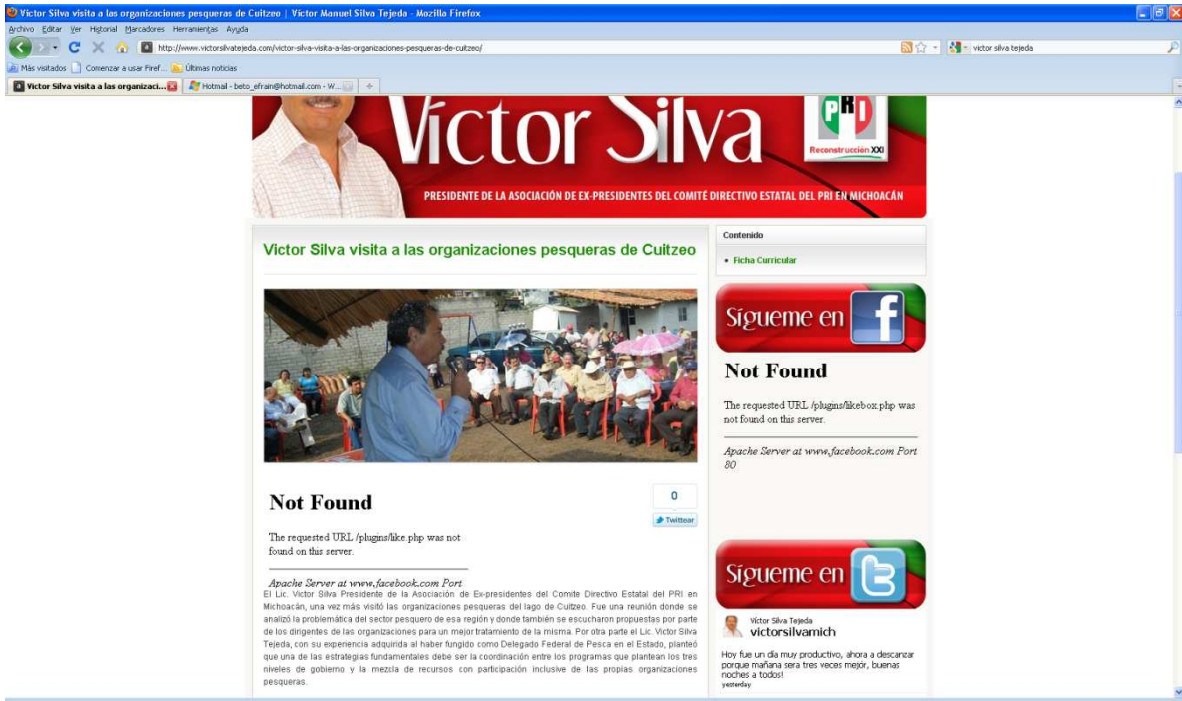 Victor Silva visita a las organizaciones pesqueras de Cuitzeo | Víctor Manuel Silva Tejeda - Mozilla Firefox
Archivo Editar Ver Historial Marcadores Herramientas Ayuda
http://www.victorsilvatejeda.com/victor-silva-visita-a-las-organizaciones-pesqueras-de-cuitzeo/
victor silva tejeda
Más visitados Comenzar a usar Firef... Últimas noticias
Victor Silva visita a las organizaci... Hotmail - beto_efrain@hotmail.com - W...
Víctor Silva
PRI
Reconstrucción XXI
PRESIDENTE DE LA ASOCIACIÓN DE EX-PRESIDENTES DEL COMITÉ DIRECTIVO ESTATAL DEL PRI EN MICHOACÁN
Victor Silva visita a las organizaciones pesqueras de Cuitzeo
Not Found
The requested URL /plugins/like.php was not
found on this server.
Apache Server at www.facebook.com Port
0
Twittear
El Lic. Victor Silva Presidente de la Asociación de Ex-presidentes del Comite Directivo Estatal del PRI en
Michoacán, una vez más visitó las organizaciones pesqueras del lago de Cuitzeo. Fue una reunión donde se
analizó la problemática del sector pesquero de esa región y donde también se escucharon propuestas por parte
de los dirigentes de las organizaciones para un mejor tratamiento de la misma. Por otra parte el Lic. Victor Silva
Tejeda, con su experiencia adquirida al haber fungido como Delegado Federal de Pesca en el Estado, planteó
que una de las estrategias fundamentales debe ser la coordinación entre los programas que plantean los tres
niveles de gobierno y la mezcla de recursos con participación inclusive de las propias organizaciones
pesqueras.
Contenido
Ficha Curricular
Sígueme en f
Not Found
The requested URL /plugins/likebox.php was
not found on this server.
Apache Server at www.facebook.com Port
80
Sígueme en t
Víctor Silva Tejeda
victorsilvamich
Hoy fue un día muy productivo, ahora a descanzar
porque mañana sera tres veces mejór, buenas
noches a todos!
yesterday